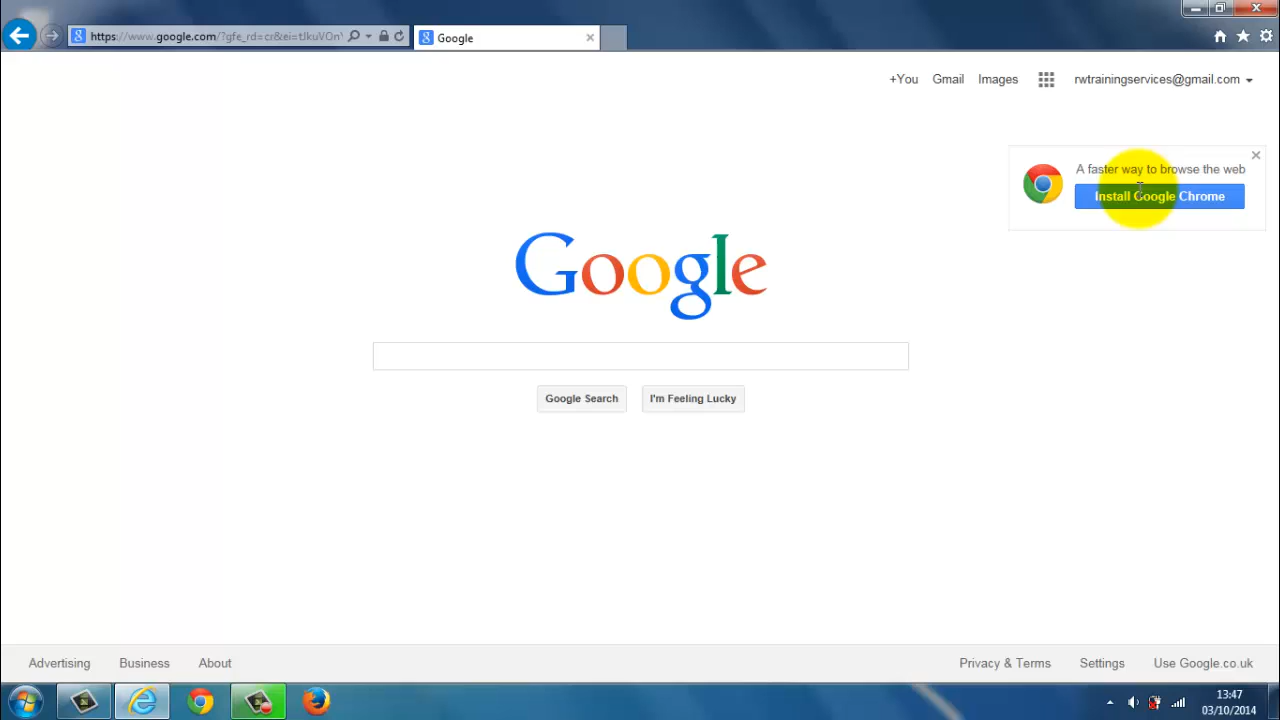 https://www.google.com/?gfe_rd=cr&ei=
Google
+You Gmail Images rwtrainingservices@gmail.com
A faster way to browse the web
Install Google Chrome
Google
Google Search I'm Feeling Lucky
Advertising Business About Privacy & Terms Settings Use Google.co.uk
13:47
03/10/2014